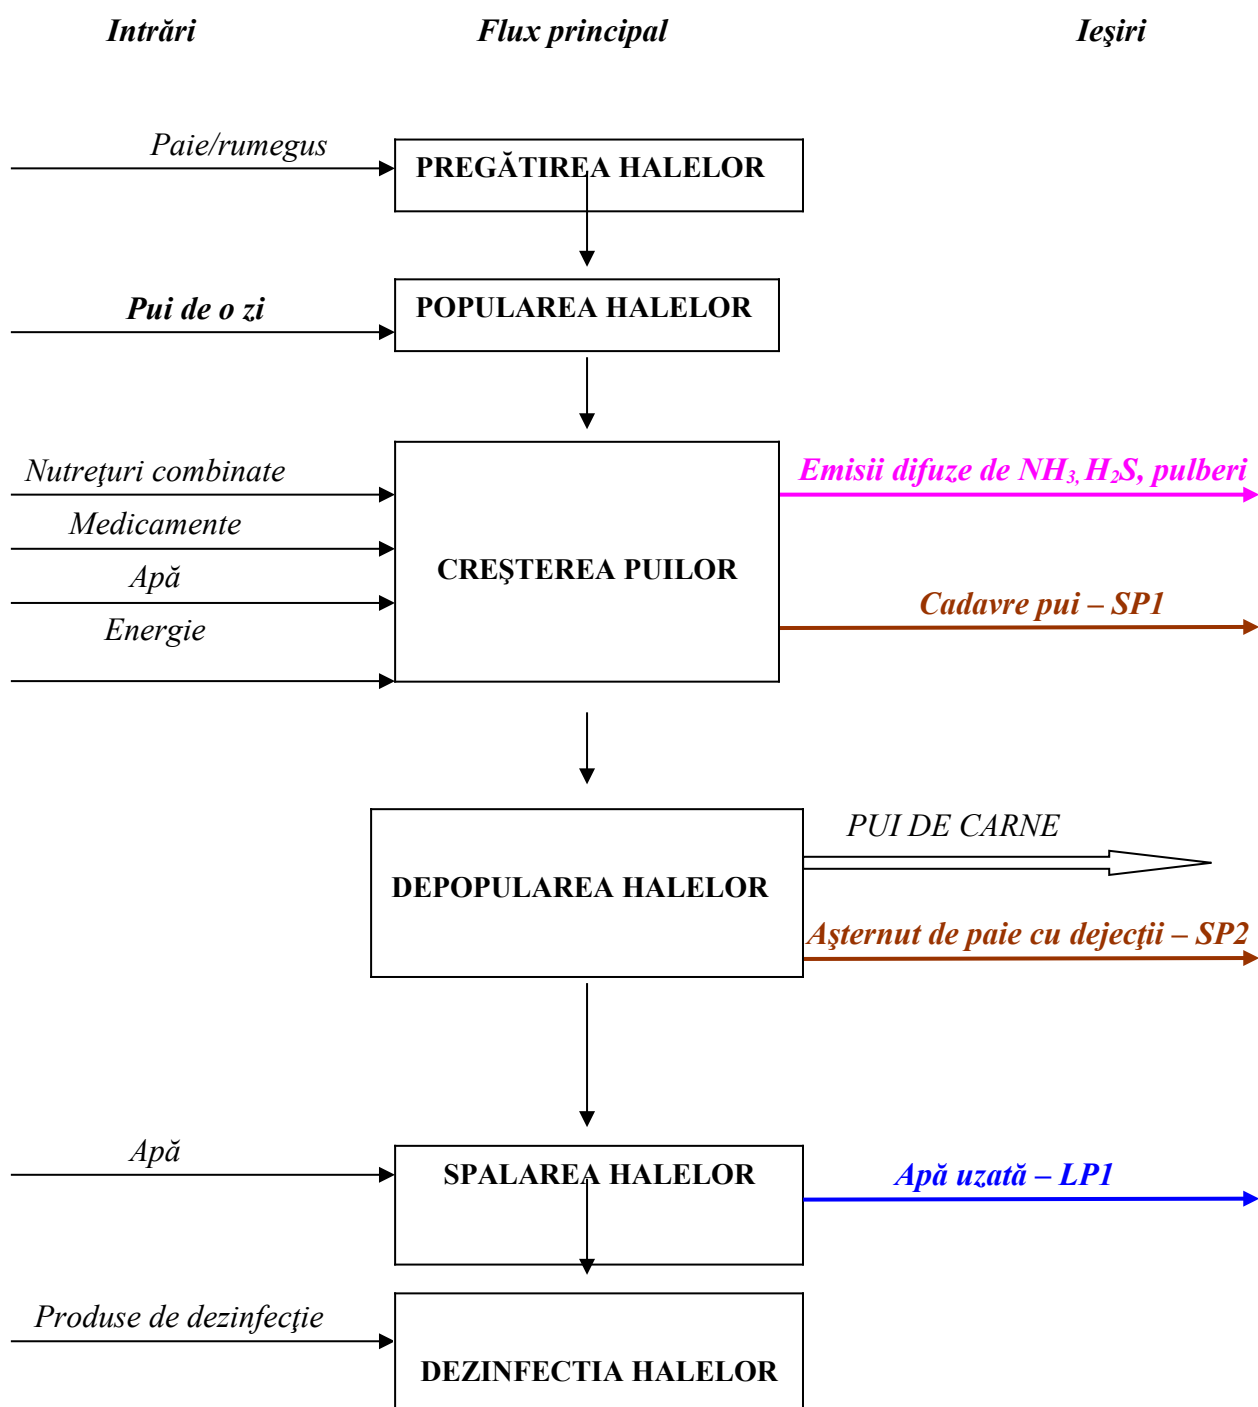 Intrări Flux principal Ieşiri
Paie/rumegus
PREGĂTIREA HALELOR
Pui de o zi
POPULAREA HALELOR
Nutreţuri combinate
Emisii difuze de NH₃, H₂S, pulberi
Medicamente
CREŞTEREA PUILOR
Apă
Cadavre pui – SP1
Energie
PUI DE CARNE
DEPOPULAREA HALELOR
Aşternut de paie cu dejecţii – SP2
Apă
SPALAREA HALELOR
Apă uzată – LP1
Produse de dezinfecţie
DEZINFECTIA HALELOR